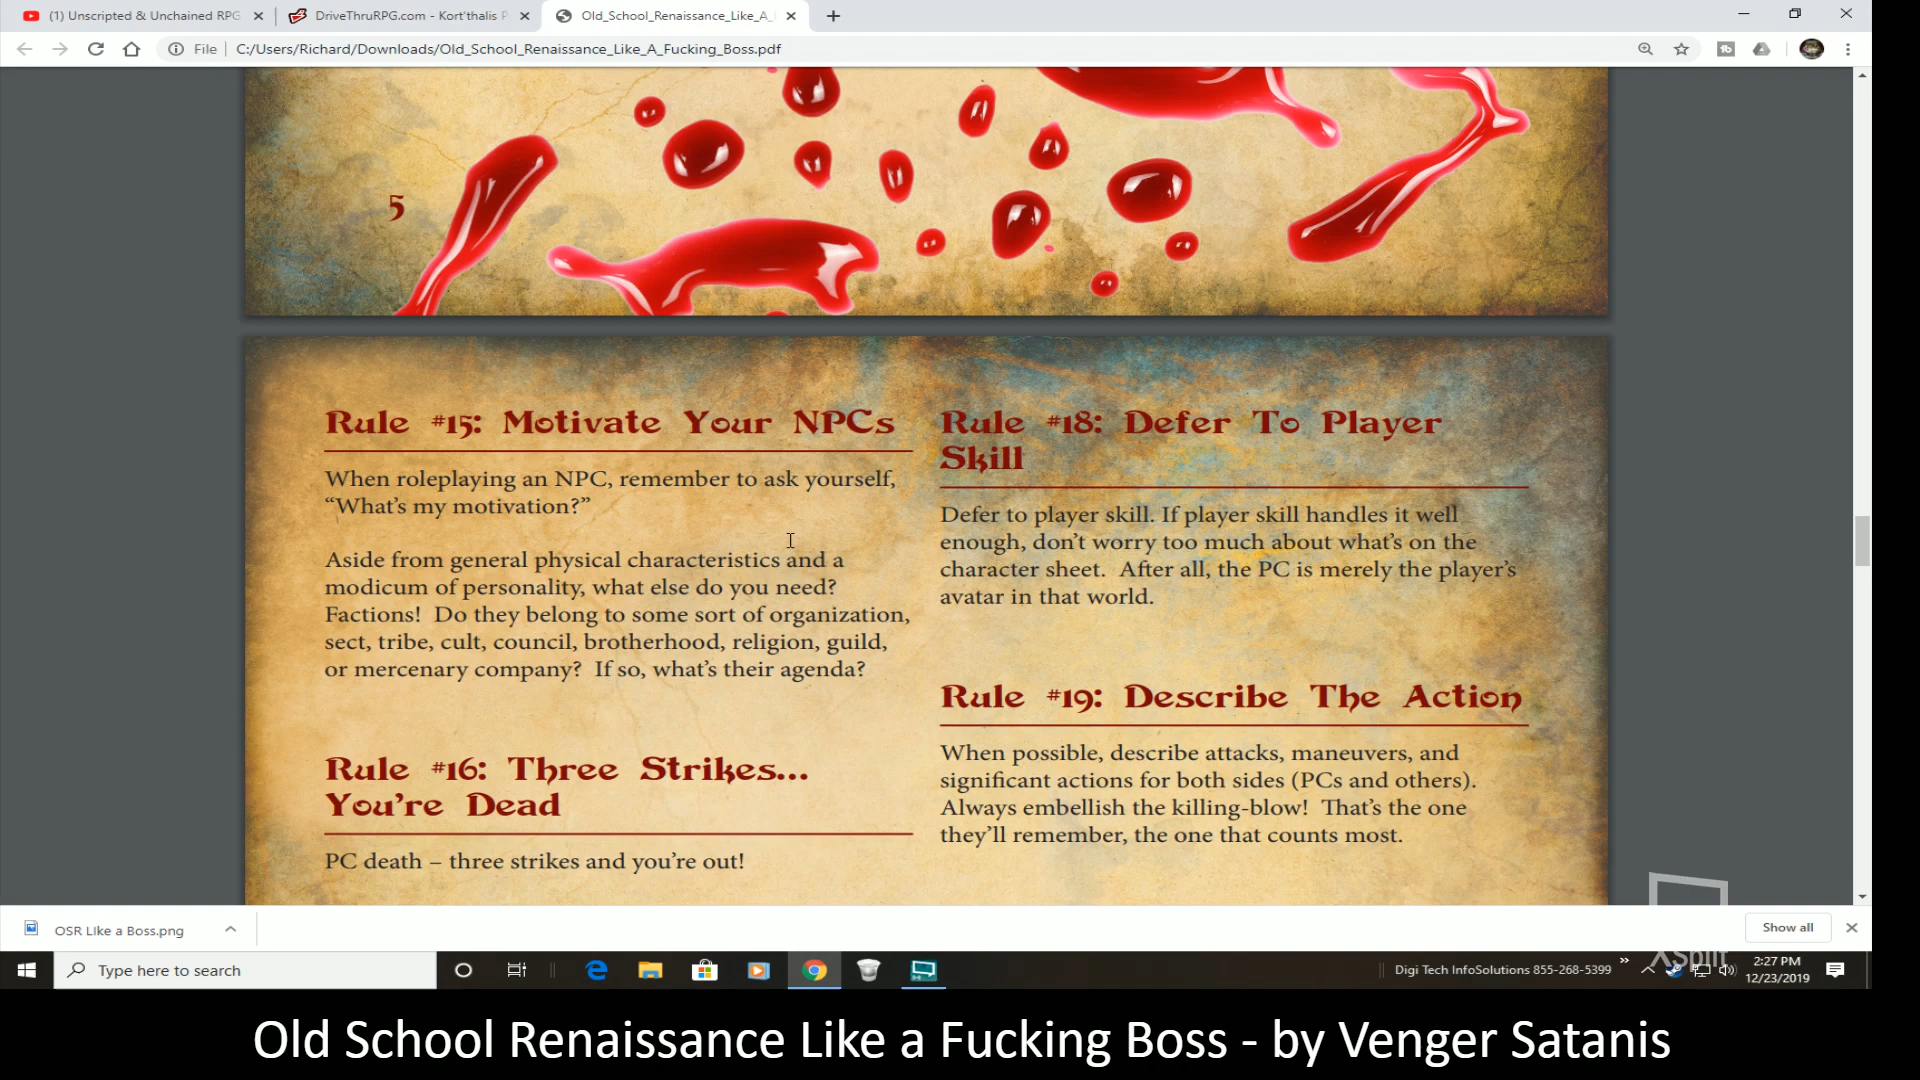 (1) Unscripted & Unchained RPG
DriveThruRPG.com - Kort'thalis P
Old_School_Renaissance_Like_A_
File
C:/Users/Richard/Downloads/Old_School_Renaissance_Like_A_Fucking_Boss.pdf
5
Rule #15: Motivate Your NPCs
When roleplaying an NPC, remember to ask yourself,
“What's my motivation?”
Aside from general physical characteristics and a
modicum of personality, what else do you need?
Factions! Do they belong to some sort of organization,
sect, tribe, cult, council, brotherhood, religion, guild,
or mercenary company? If so, what's their agenda?
Rule #16: Three Strikes...
You're Dead
PC death – three strikes and you're out!
Rule #18: Defer To Player
Skill
Defer to player skill. If player skill handles it well
enough, don't worry too much about what's on the
character sheet. After all, the PC is merely the player's
avatar in that world.
Rule #19: Describe The Action
When possible, describe attacks, maneuvers, and
significant actions for both sides (PCs and others).
Always embellish the killing-blow! That's the one
they'll remember, the one that counts most.
OSR Like a Boss.png
Show all
Type here to search
Digi Tech InfoSolutions 855-268-5399
XSplit
2:27 PM
12/23/2019
Old School Renaissance Like a Fucking Boss - by Venger Satanis